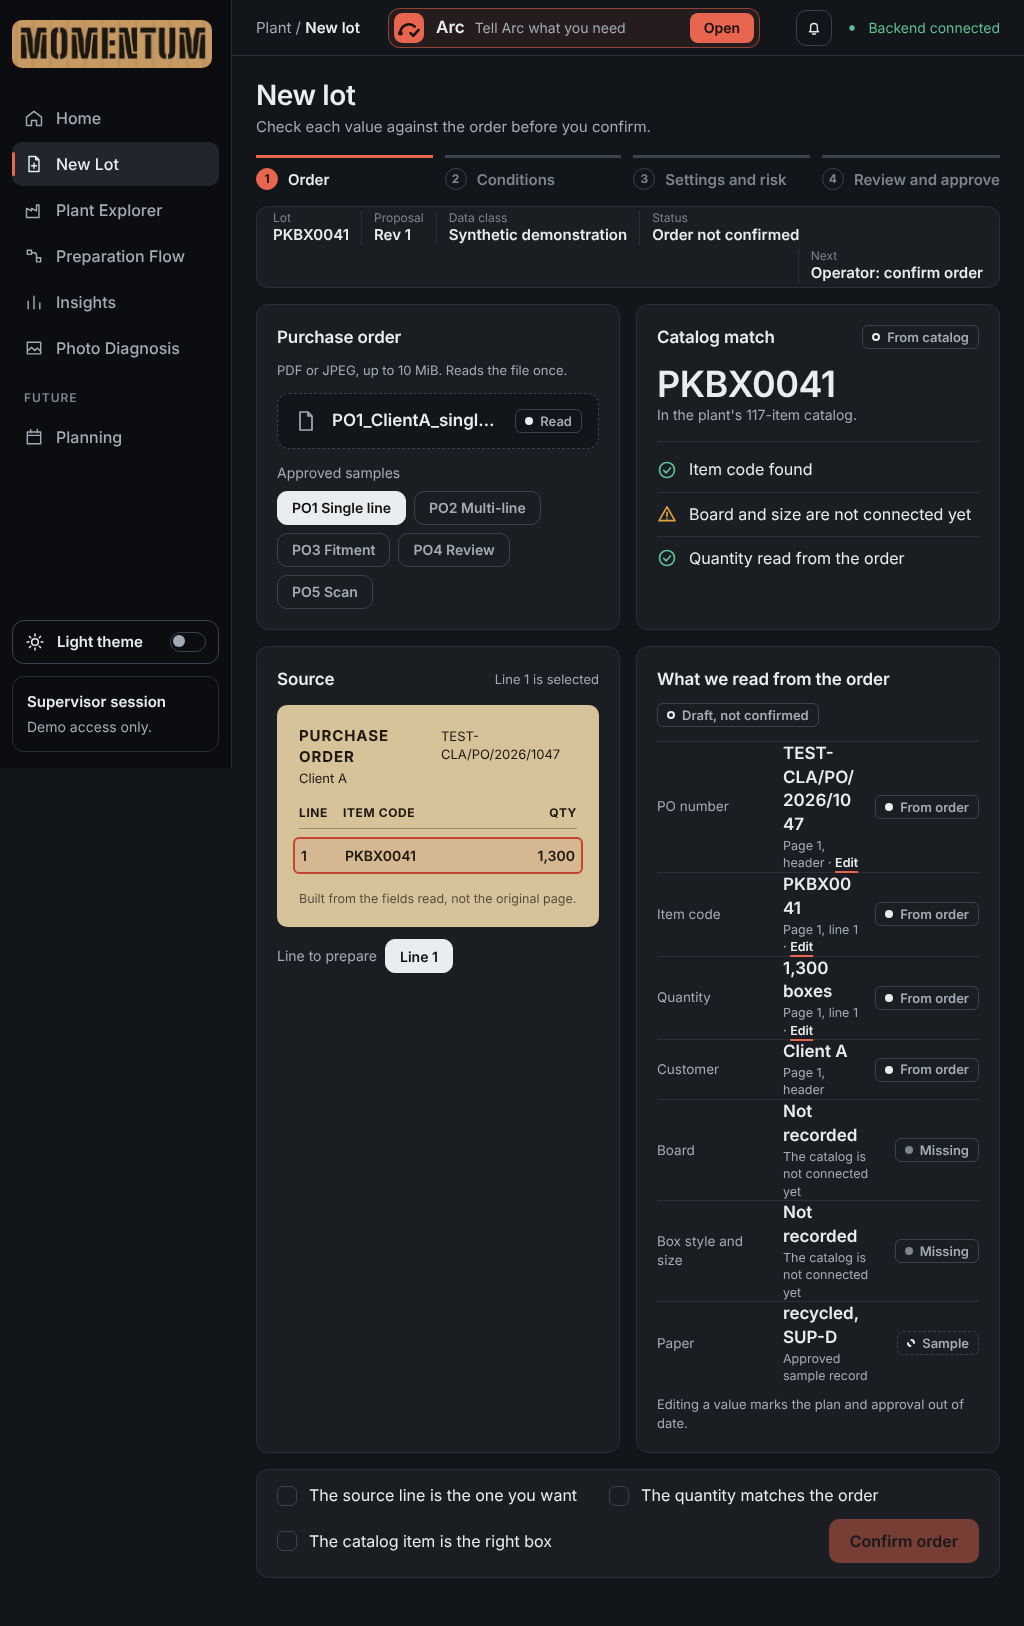 MOMENTUM
Home
New Lot
Plant Explorer
Preparation Flow
Insights
Photo Diagnosis
FUTURE
Planning
Light theme
Supervisor session
Demo access only.
Plant / New lot
Arc Tell Arc what you need Open
Backend connected
New lot
Check each value against the order before you confirm.
1 Order
2 Conditions
3 Settings and risk
4 Review and approve
Lot
PKBX0041
Proposal
Rev 1
Data class
Synthetic demonstration
Status
Order not confirmed
Next
Operator: confirm order
Purchase order
PDF or JPEG, up to 10 MiB. Reads the file once.
PO1_ClientA_singl... Read
Approved samples
PO1 Single line PO2 Multi-line
PO3 Fitment PO4 Review
PO5 Scan
Catalog match From catalog
PKBX0041
In the plant's 117-item catalog.
Item code found
Board and size are not connected yet
Quantity read from the order
Source Line 1 is selected
PURCHASE
ORDER
Client A
TEST-
CLA/PO/2026/1047
LINE ITEM CODE QTY
1 PKBX0041 1,300
Built from the fields read, not the original page.
Line to prepare Line 1
What we read from the order
Draft, not confirmed
PO number
TEST-
CLA/PO/
2026/10
47
Page 1,
header · Edit
From order
Item code
PKBX00
41
Page 1, line 1
· Edit
From order
Quantity
1,300
boxes
Page 1, line 1
· Edit
From order
Customer
Client A
Page 1,
header
From order
Board
Not
recorded
The catalog is
not connected
yet
Missing
Box style and
size
Not
recorded
The catalog is
not connected
yet
Missing
Paper
recycled,
SUP-D
Approved
sample record
Sample
Editing a value marks the plan and approval out of
date.
The source line is the one you want
The quantity matches the order
The catalog item is the right box
Confirm order